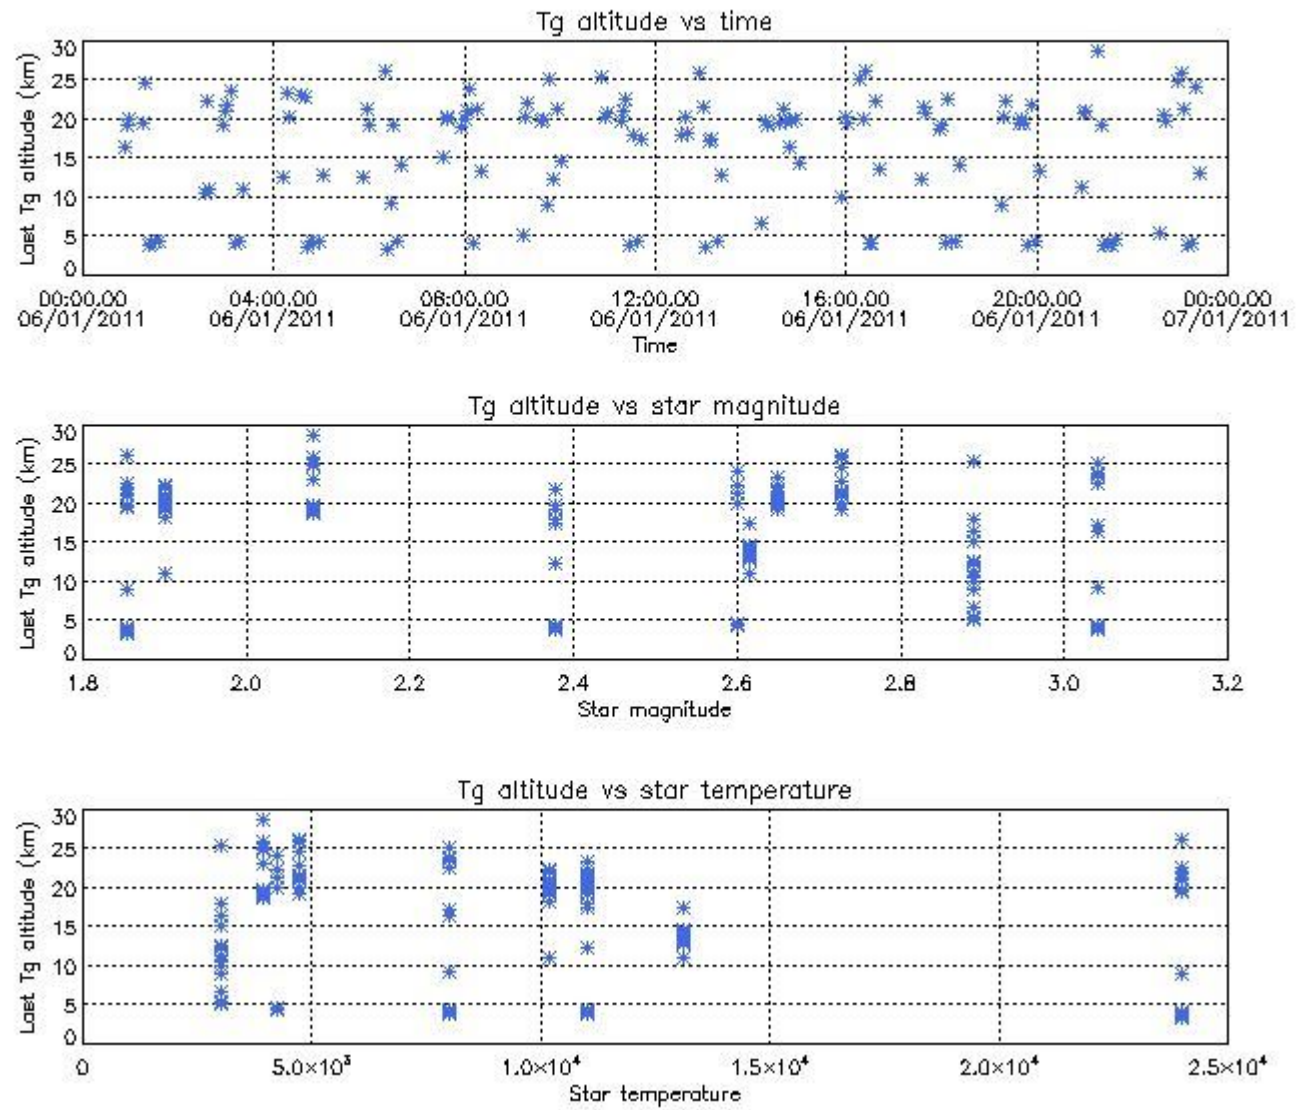 Tg altitude vs time
Last Tg altitude (km)
30
25
20
15
10
5
0
00:00.00 04:00.00 08:00.00 12:00.00 16:00.00 20:00.00 00:00.00
06/01/2011 06/01/2011 06/01/2011 06/01/2011 06/01/2011 06/01/2011 07/01/2011
Time
Tg altitude vs star magnitude
Last Tg altitude (km)
30
25
20
15
10
5
0
1.8 2.0 2.2 2.4 2.6 2.8 3.0 3.2
Star magnitude
Tg altitude vs star temperature
Last Tg altitude (km)
30
25
20
15
10
5
0
0 5.0×10³ 1.0×10⁴ 1.5×10⁴ 2.0×10⁴ 2.5×10⁴
Star temperature